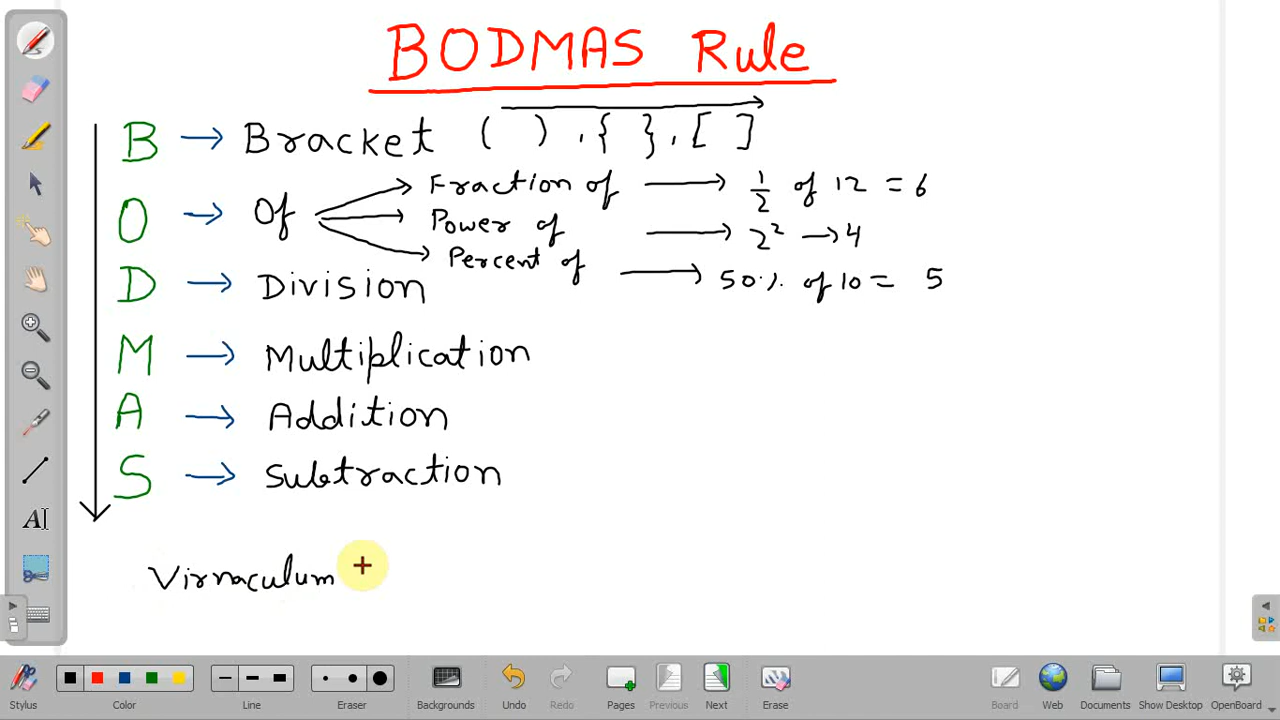 BODMAS Rule
B → Bracket ( ) , { } , [ ]
O → Of
Fraction of → 1/2 of 12 = 6
Power of → 2² → 4
Percent of → 50% of 10 = 5
D → Division
M → Multiplication
A → Addition
S → Subtraction
Virnaculum
Stylus
Color
Line
Eraser
Backgrounds
Undo
Redo
Pages
Previous
Next
Erase
Board
Web
Documents
Show Desktop
OpenBoard